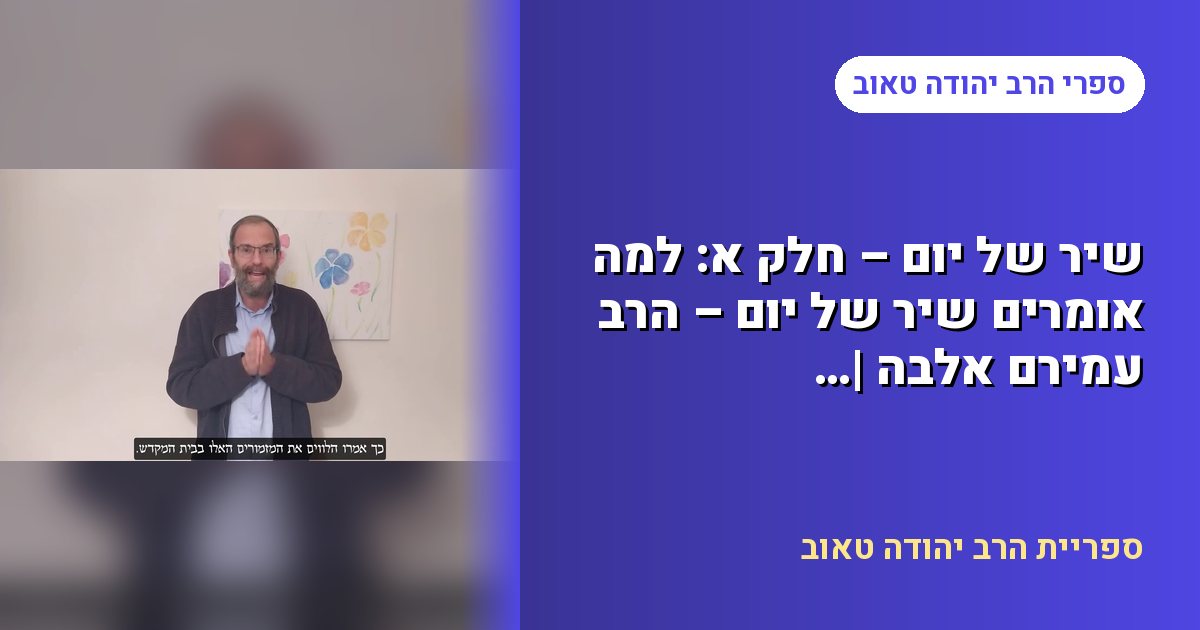 ספרי הרב יהודה טאוב
שיר של יום – חלק א: למה
אומרים שיר של יום – הרב
עמירם אלבה |...
כך אמרו הלווים את המזמורים האלו בבית המקדש.
ספריית הרב יהודה טאוב